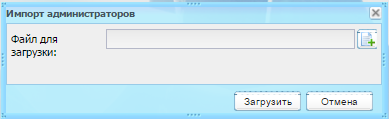 Импорт администраторов
Файл для
загрузки:
Загрузить Отмена